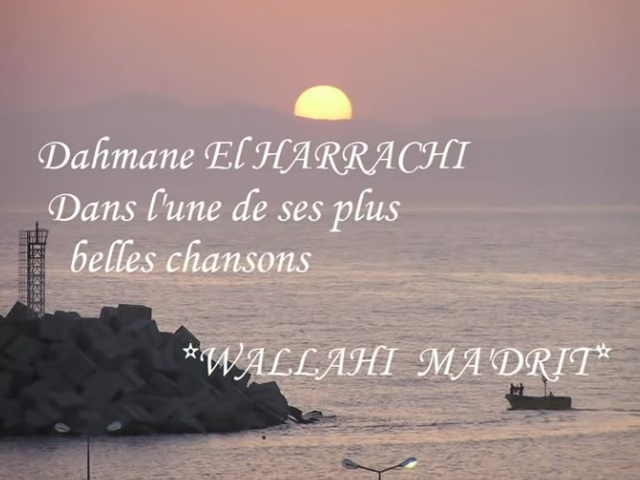 Dahmane El HARRACHI
Dans l'une de ses plus
belles chansons
*WALLAHI MA'DRIT*